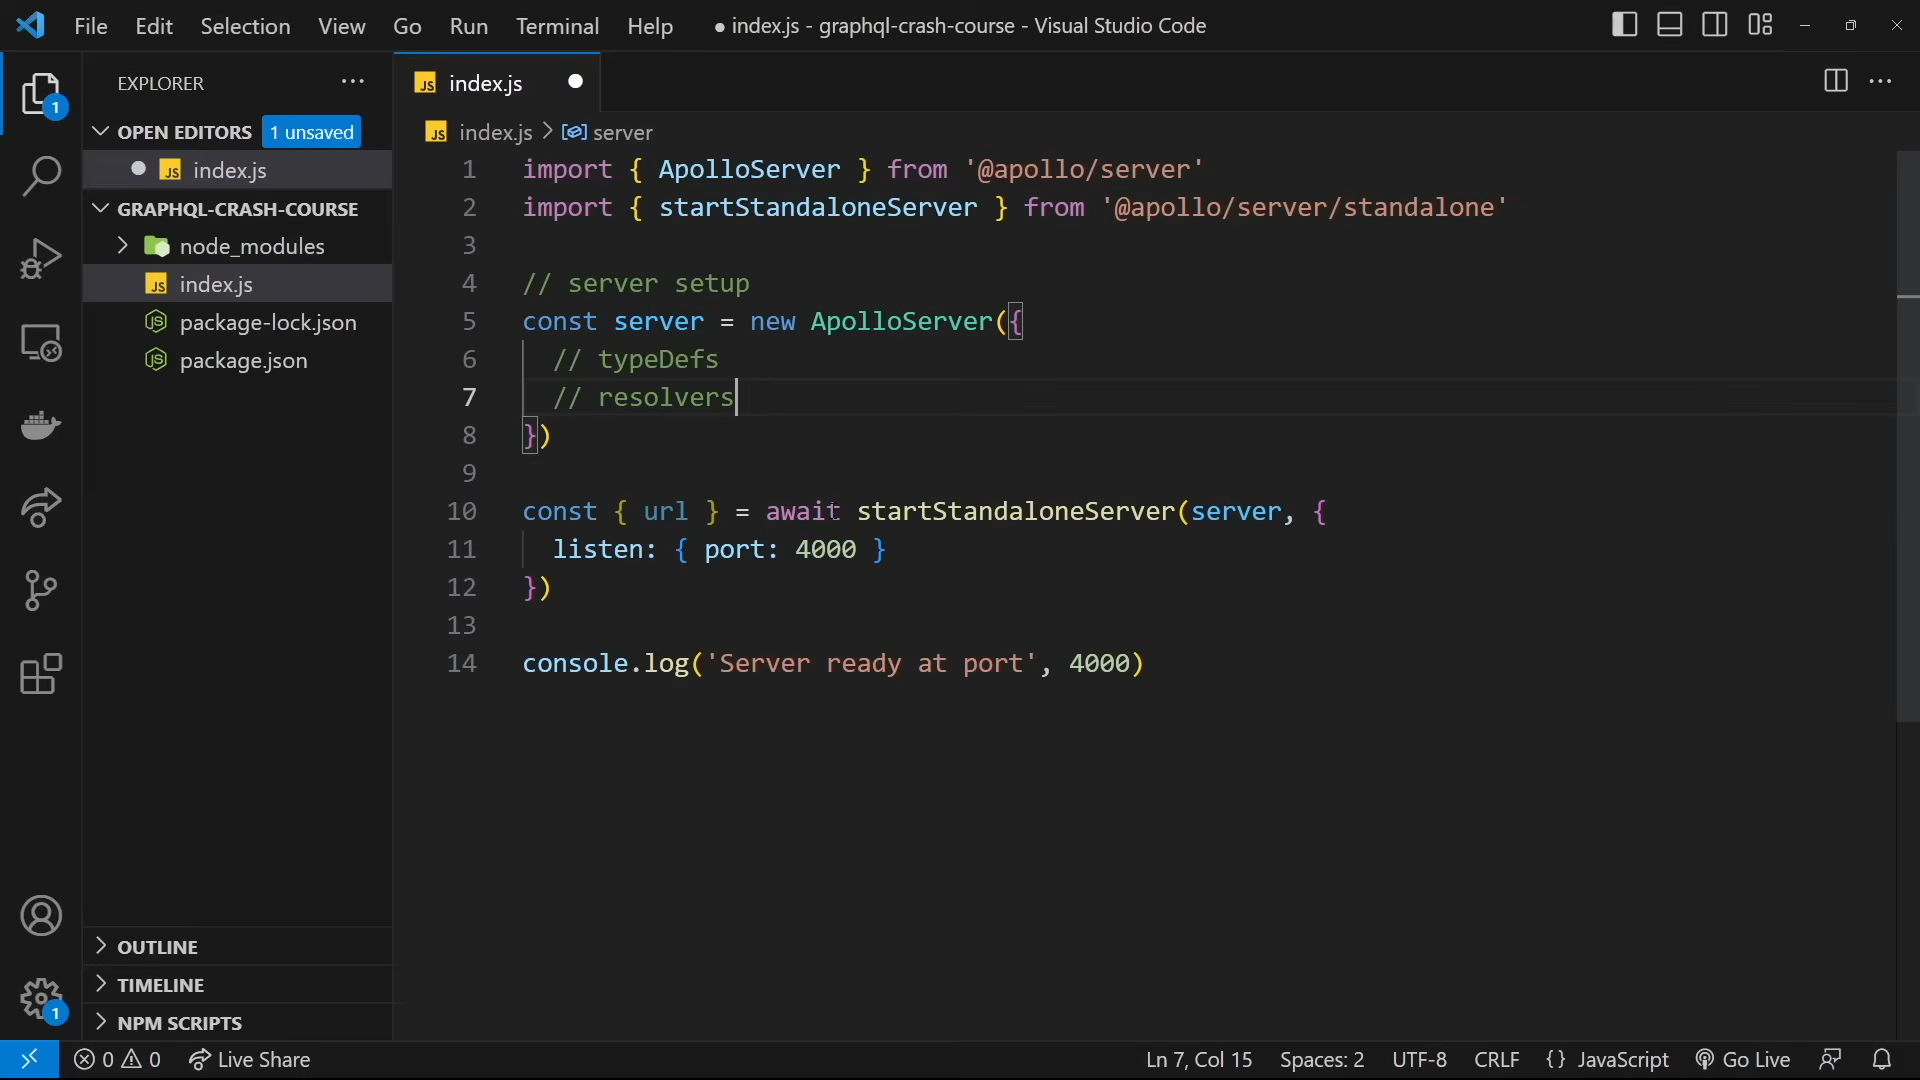 File Edit Selection View Go Run Terminal Help ● index.js - graphql-crash-course - Visual Studio Code
EXPLORER
OPEN EDITORS 1 unsaved
index.js
GRAPHQL-CRASH-COURSE
node_modules
index.js
package-lock.json
package.json
OUTLINE
TIMELINE
NPM SCRIPTS
JS index.js
JS index.js > server
1 import { ApolloServer } from '@apollo/server'
2 import { startStandaloneServer } from '@apollo/server/standalone'
3
4 // server setup
5 const server = new ApolloServer({
6 // typeDefs
7 // resolvers
8 })
9
10 const { url } = await startStandaloneServer(server, {
11 listen: { port: 4000 }
12 })
13
14 console.log('Server ready at port', 4000)
1
1
0 0 Live Share Ln 7, Col 15 Spaces: 2 UTF-8 CRLF {} JavaScript Go Live